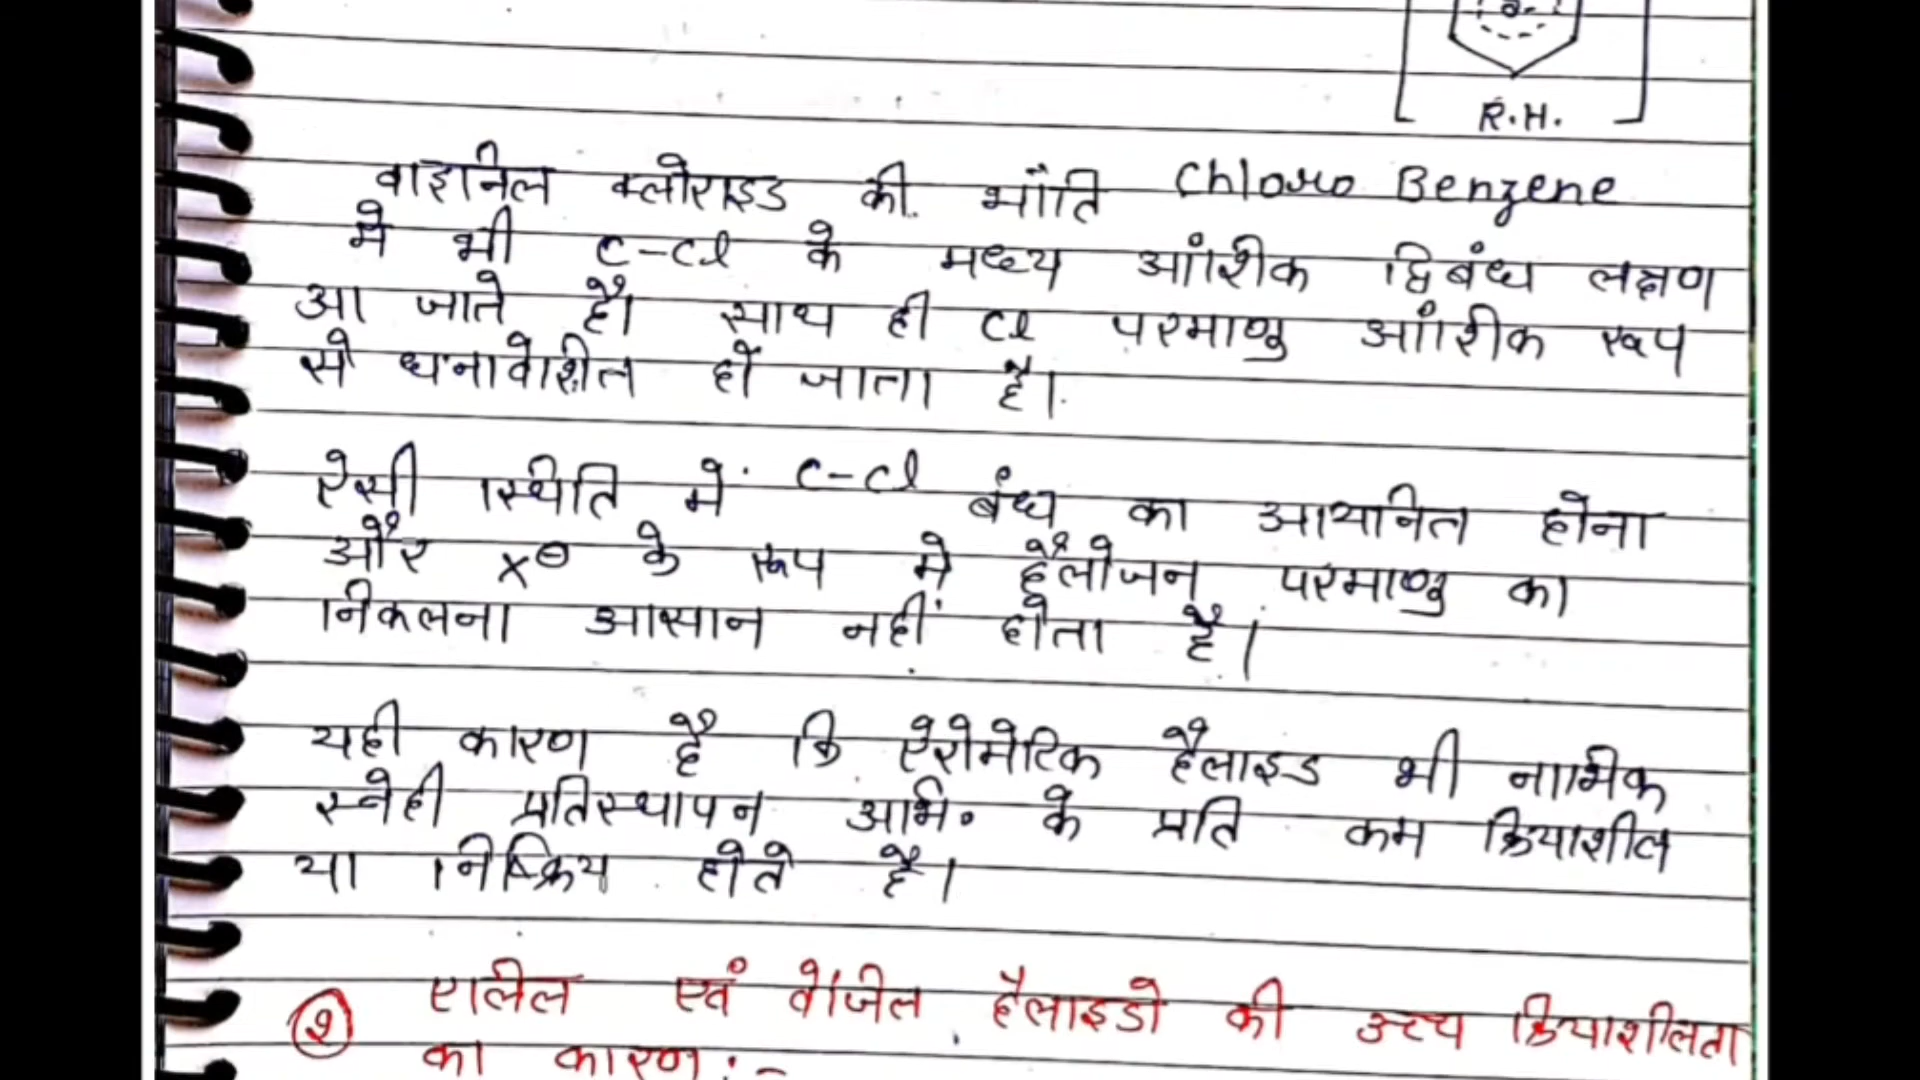 R.H.
वाइनिल क्लोराइड की भाँति Chloro Benzene
मे भी C-Cl के मध्य आंशिक द्विबंध लक्षण
आ जाते है। साथ ही Cl परमाणु आंशिक रूप
से धनावेशित हो जाता है।
ऐसी स्थिति में C-Cl बंध का आयनित होना
और X⊖ के रूप मे हैलोजन परमाणु का
निकलना आसान नहीं होता है।
यही कारण है कि ऐरोमेटिक हैलाइड भी नाभिक
स्नेही प्रतिस्थापन अभि० के प्रति कम क्रियाशील
या निष्क्रिय होते है।
② एलिल एवं बेंजिल हैलाइडो की उच्च क्रियाशीलता
का कारण :-